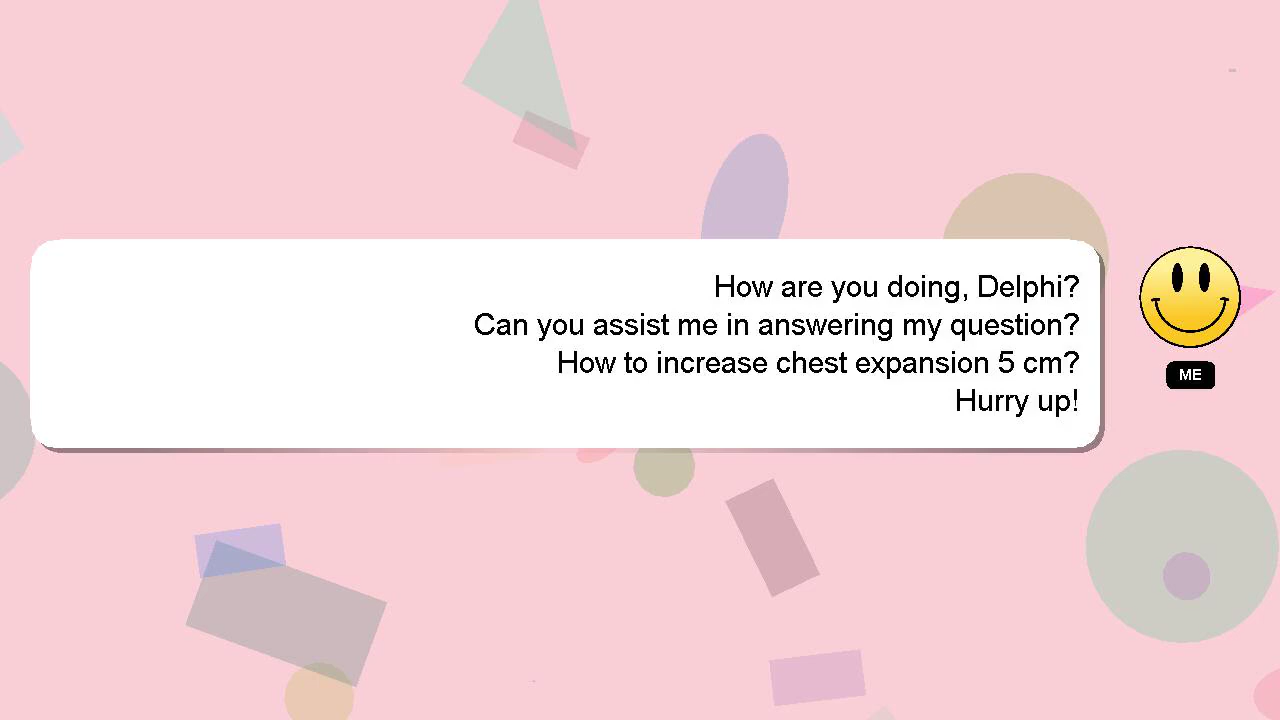 How are you doing, Delphi?
Can you assist me in answering my question?
How to increase chest expansion 5 cm?
Hurry up!
ME